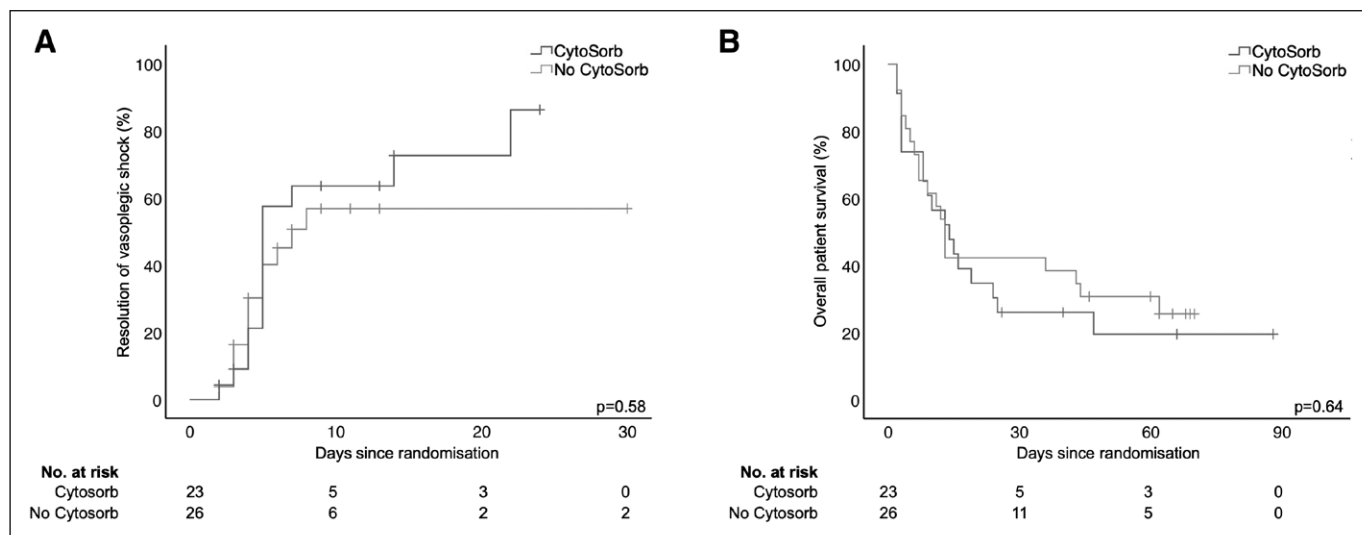 A
CytoSorb
No CytoSorb
Resolution of vasoplegic shock (%)
100
80
60
40
20
0
p=0.58
0 10 20 30
Days since randomisation
No. at risk
Cytosorb 23 5 3 0
No Cytosorb 26 6 2 2
B
CytoSorb
No CytoSorb
Overall patient survival (%)
100
80
60
40
20
0
p=0.64
0 30 60 90
Days since randomisation
No. at risk
Cytosorb 23 5 3 0
No Cytosorb 26 11 5 0